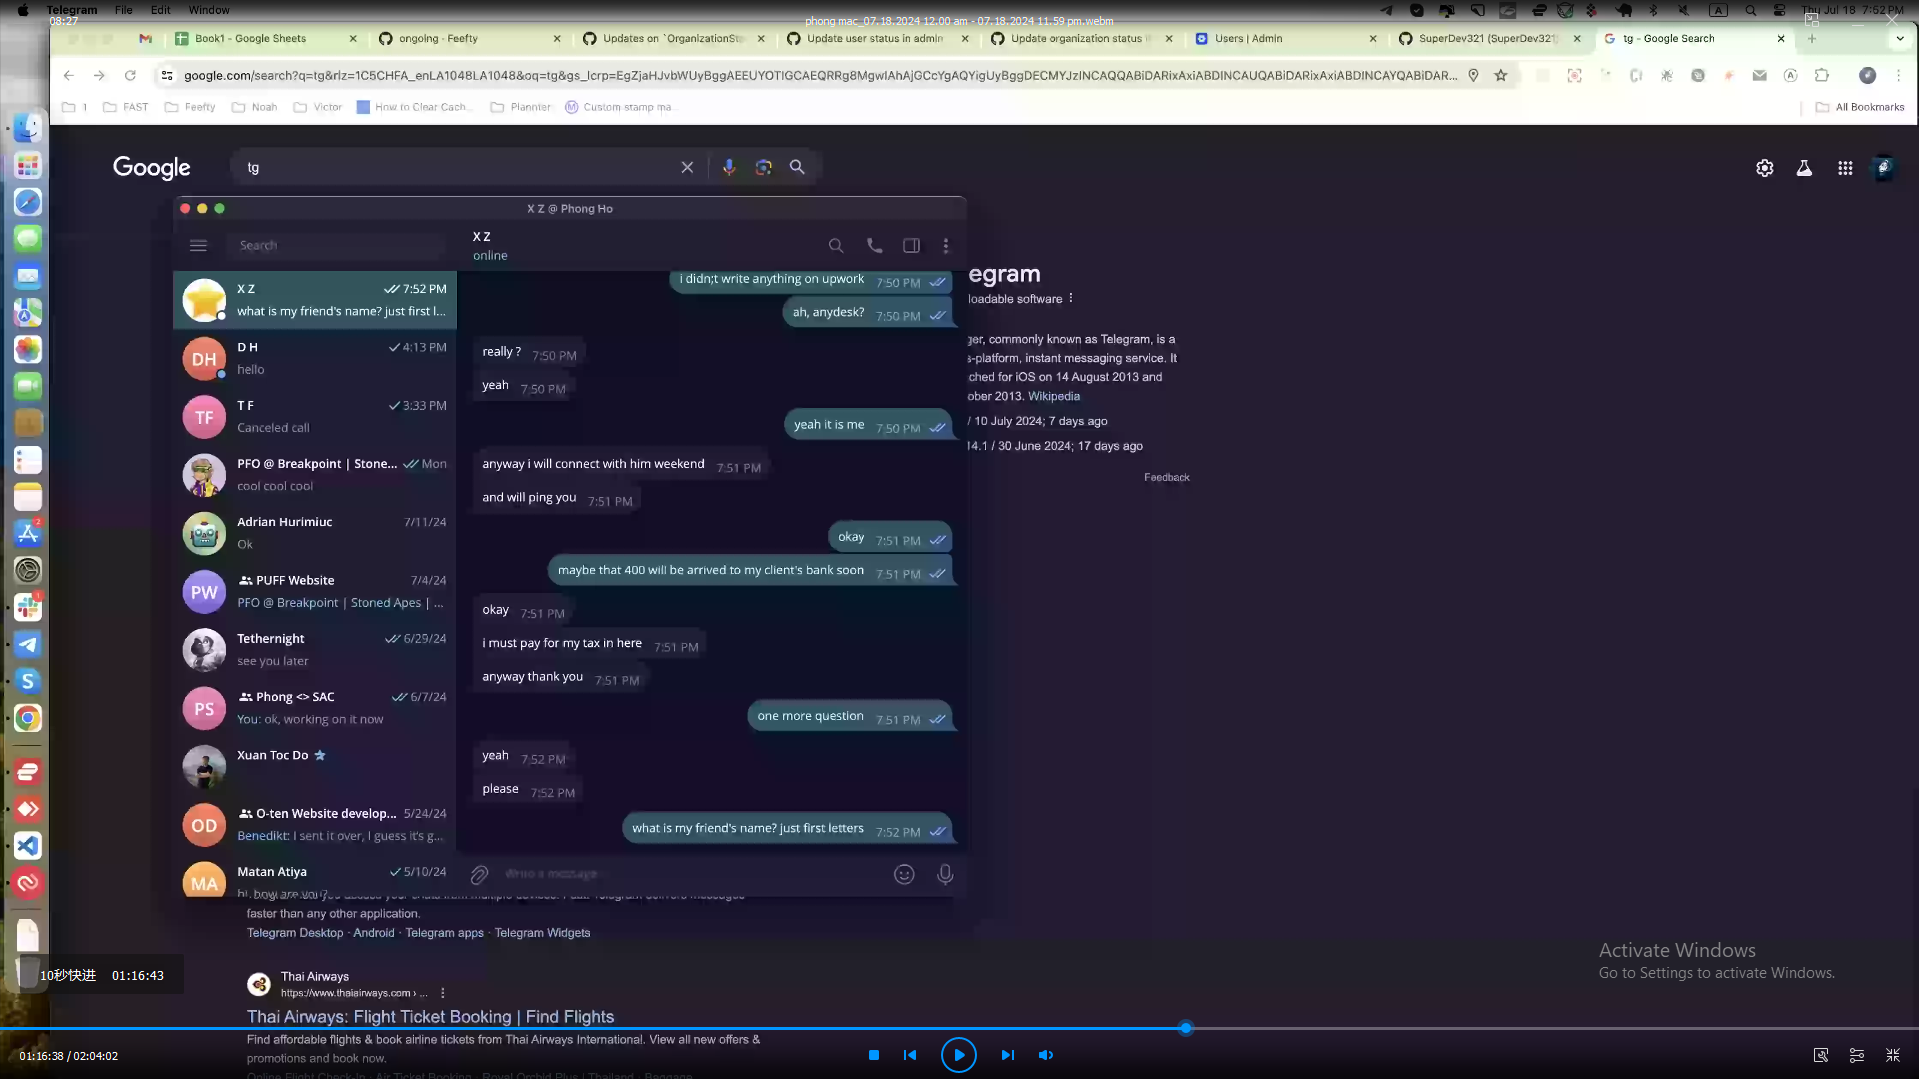 Telegram File Edit Window
Thu Jul 18 7:52 PM
08:27
phong mac_07.18.2024 12.00 am - 07.18.2024 11.59 pm.webm
Book1 - Google Sheets
ongoing - Feefty
Updates on `OrganizationSt
Update user status in admin
Update organization status i
Users | Admin
SuperDev321 (SuperDev321)
tg - Google Search
All Bookmarks
1 FAST Feefty Noah Victor How to Clear Cach... Plannter Custom stamp ma...
Google
tg
X Z @ Phong Ho
Search
X Z
online
X Z 7:52 PM
what is my friend's name? just first l...
DH
D H 4:13 PM
hello
TF
T F 3:33 PM
Canceled call
PFO @ Breakpoint | Stone... Mon
cool cool cool
Adrian Hurimiuc 7/11/24
Ok
PW
PUFF Website 7/4/24
PFO @ Breakpoint | Stoned Apes | ...
Tethernight 6/29/24
see you later
PS
Phong <> SAC 6/7/24
You: ok, working on it now
Xuan Toc Do
OD
O-ten Website develop... 5/24/24
Benedikt: I sent it over, I guess it's g...
MA
Matan Atiya 5/10/24
hi, how are you?
i didn;t write anything on upwork 7:50 PM
ah, anydesk? 7:50 PM
really ? 7:50 PM
yeah 7:50 PM
yeah it is me 7:50 PM
anyway i will connect with him weekend 7:51 PM
and will ping you 7:51 PM
okay 7:51 PM
maybe that 400 will be arrived to my client's bank soon 7:51 PM
okay 7:51 PM
i must pay for my tax in here 7:51 PM
anyway thank you 7:51 PM
one more question 7:51 PM
yeah 7:52 PM
please 7:52 PM
what is my friend's name? just first letters 7:52 PM
Write a message...
egram
loadable software
ger, commonly known as Telegram, is a
s-platform, instant messaging service. It
ched for iOS on 14 August 2013 and
ober 2013. Wikipedia
/ 10 July 2024; 7 days ago
14.1 / 30 June 2024; 17 days ago
Feedback
faster than any other application.
Telegram Desktop · Android · Telegram apps · Telegram Widgets
Thai Airways
https://www.thaiairways.com › ...
Thai Airways: Flight Ticket Booking | Find Flights
Find affordable flights & book airline tickets from Thai Airways International. View all new offers &
promotions and book now.
Activate Windows
Go to Settings to activate Windows.
10秒快进 01:16:43
01:16:38 / 02:04:02